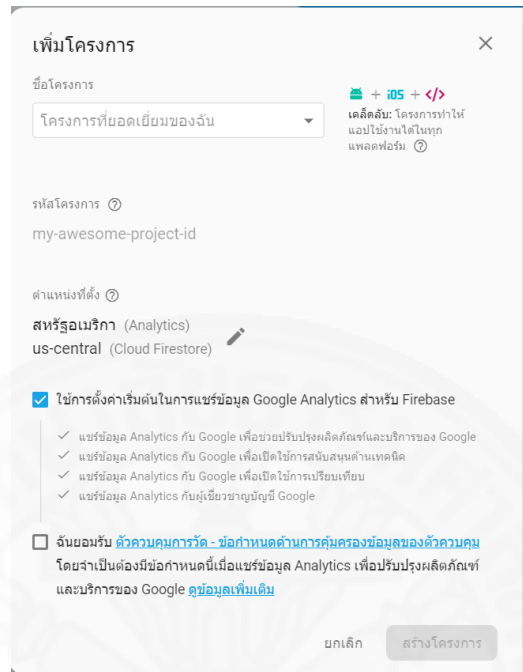 เพิ่มโครงการ
ชื่อโครงการ
โครงการที่ยอดเยี่ยมของฉัน
+ iOS + </>
เคล็ดลับ: โครงการทำให้
แอปใช้งานได้ในทุก
แพลตฟอร์ม
รหัสโครงการ
my-awesome-project-id
ตำแหน่งที่ตั้ง
สหรัฐอเมริกา (Analytics)
us-central (Cloud Firestore)
ใช้การตั้งค่าเริ่มต้นในการแชร์ข้อมูล Google Analytics สำหรับ Firebase
แชร์ข้อมูล Analytics กับ Google เพื่อช่วยปรับปรุงผลิตภัณฑ์และบริการของ Google
แชร์ข้อมูล Analytics กับ Google เพื่อเปิดใช้การสนับสนุนด้านเทคนิค
แชร์ข้อมูล Analytics กับ Google เพื่อเปิดใช้การเปรียบเทียบ
แชร์ข้อมูล Analytics กับผู้เชี่ยวชาญบัญชี Google
ฉันยอมรับ ตัวควบคุมการวัด - ข้อกำหนดด้านการคุ้มครองข้อมูลของตัวควบคุม
โดยจำเป็นต้องมีข้อกำหนดนี้เมื่อแชร์ข้อมูล Analytics เพื่อปรับปรุงผลิตภัณฑ์
และบริการของ Google ดูข้อมูลเพิ่มเติม
ยกเลิก
สร้างโครงการ